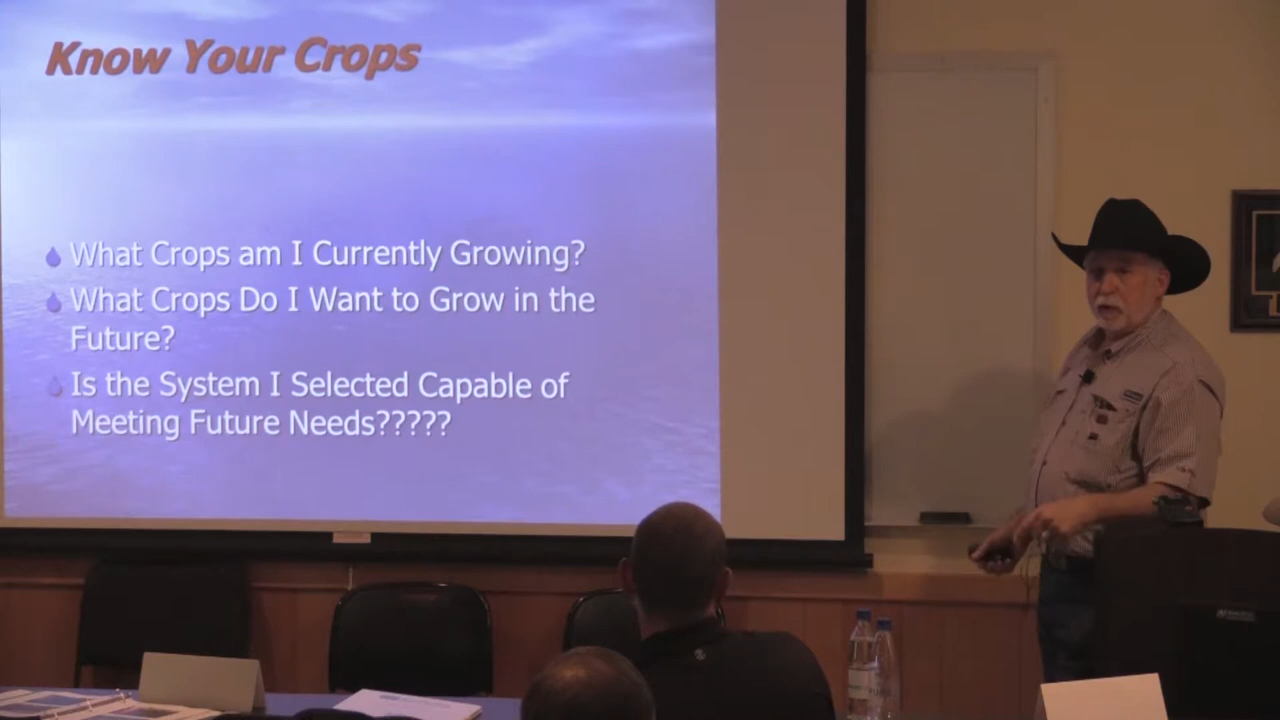 Know Your Crops
What Crops am I Currently Growing?
What Crops Do I Want to Grow in the
Future?
Is the System I Selected Capable of
Meeting Future Needs?????